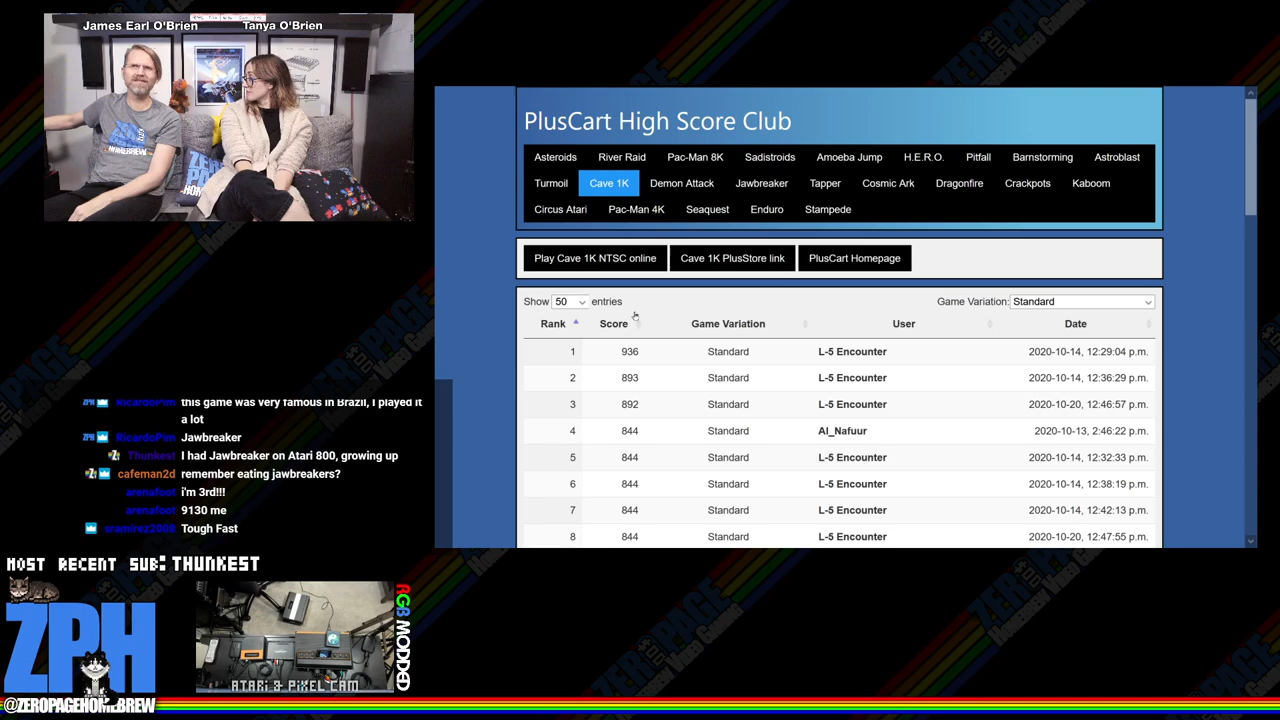 James Earl O'Brien
Tanya O'Brien
ZERO PAGE
PlusCart High Score Club
Asteroids River Raid Pac-Man 8K Sadistroids Amoeba Jump H.E.R.O. Pitfall Barnstorming Astroblast
Turmoil Cave 1K Demon Attack Jawbreaker Tapper Cosmic Ark Dragonfire Crackpots Kaboom
Circus Atari Pac-Man 4K Seaquest Enduro Stampede
Play Cave 1K NTSC online Cave 1K PlusStore link PlusCart Homepage
Show 50 entries Game Variation: Standard
Rank Score Game Variation User Date
1 936 Standard L-5 Encounter 2020-10-14, 12:29:04 p.m.
2 893 Standard L-5 Encounter 2020-10-14, 12:36:29 p.m.
3 892 Standard L-5 Encounter 2020-10-20, 12:46:57 p.m.
4 844 Standard Al_Nafuur 2020-10-13, 2:46:22 p.m.
5 844 Standard L-5 Encounter 2020-10-14, 12:32:33 p.m.
6 844 Standard L-5 Encounter 2020-10-14, 12:38:19 p.m.
7 844 Standard L-5 Encounter 2020-10-14, 12:42:13 p.m.
8 844 Standard L-5 Encounter 2020-10-20, 12:47:55 p.m.
RicardoPim this game was very famous in Brazil, I played it
a lot
RicardoPim Jawbreaker
Thunkest I had Jawbreaker on Atari 800, growing up
cafeman2d remember eating jawbreakers?
arenafoot i'm 3rd!!!
arenafoot 9130 me
sramirez2008 Tough Fast
MOST RECENT SUB: THUNKEST
ZPH
@ZEROPAGEHOMEBREW
ATARI & PIXEL CAM
RGB MODDED